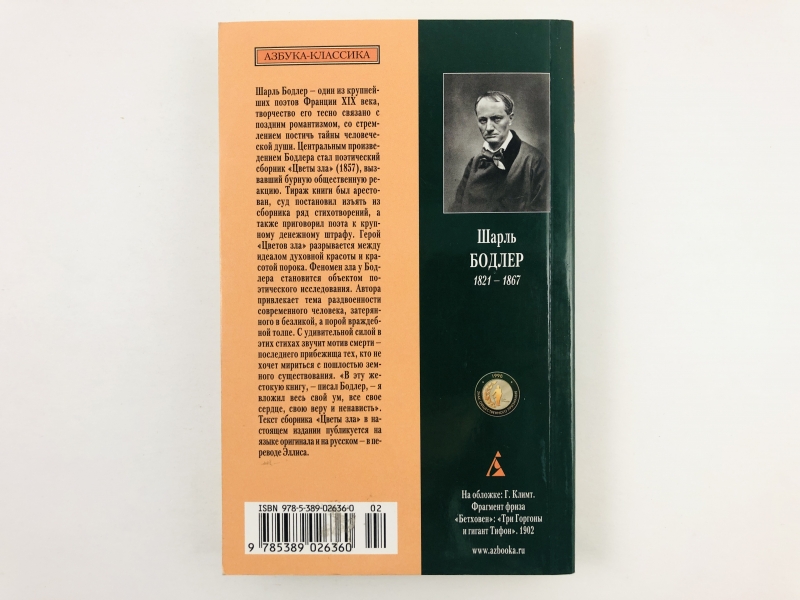 АЗБУКА-КЛАССИКА
Шарль Бодлер – один из крупней-
ших поэтов Франции XIX века,
творчество его тесно связано с
поздним романтизмом, со стрем-
лением постичь тайны человече-
ской души. Центральным произве-
дением Бодлера стал поэтический
сборник «Цветы зла» (1857), выз-
вавший бурную общественную ре-
акцию. Тираж книги был аресто-
ван, суд постановил изъять из
сборника ряд стихотворений, а
также приговорил поэта к круп-
ному денежному штрафу. Герой
«Цветов зла» разрывается между
идеалом духовной красоты и кра-
сотой порока. Феномен зла у Бод-
лера становится объектом по-
этического исследования. Автора
привлекает тема раздвоенности
современного человека, затерян-
ного в безликой, а порой враждеб-
ной толпе. С удивительной силой в
этих стихах звучит мотив смерти –
последнего прибежища тех, кто не
хочет мириться с пошлостью зем-
ного существования. «В эту же-
стокую книгу, – писал Бодлер, – я
вложил весь свой ум, все свое
сердце, свою веру и ненависть».
Текст сборника «Цветы зла» в на-
стоящем издании публикуется на
языке оригинала и на русском – в пе-
реводе Эллиса.
ISBN 978-5-389-02636-0
02
9 785389 026360
Шарль
БОДЛЕР
1821 – 1867
1998
На обложке: Г. Климт.
Фрагмент фриза
«Бетховен»: «Три Горгоны
и гигант Тифон». 1902
www.azbooka.ru